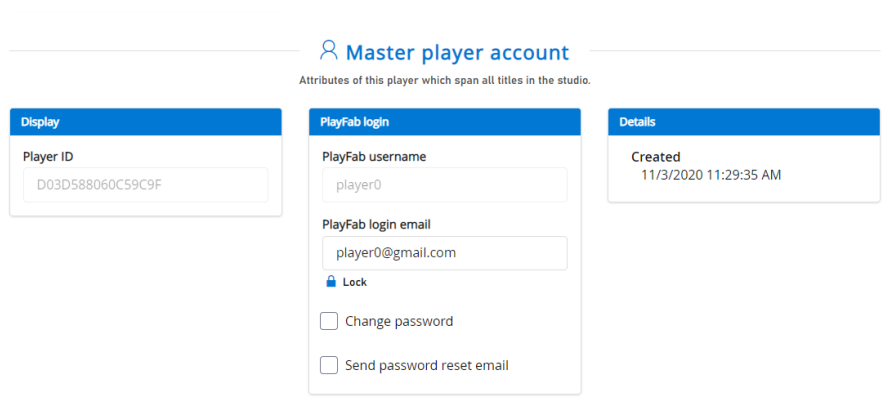 Master player account
Attributes of this player which span all titles in the studio.
Display
Player ID
D03D588060C59C9F
PlayFab login
PlayFab username
player0
PlayFab login email
player0@gmail.com
Lock
Change password
Send password reset email
Details
Created
11/3/2020 11:29:35 AM